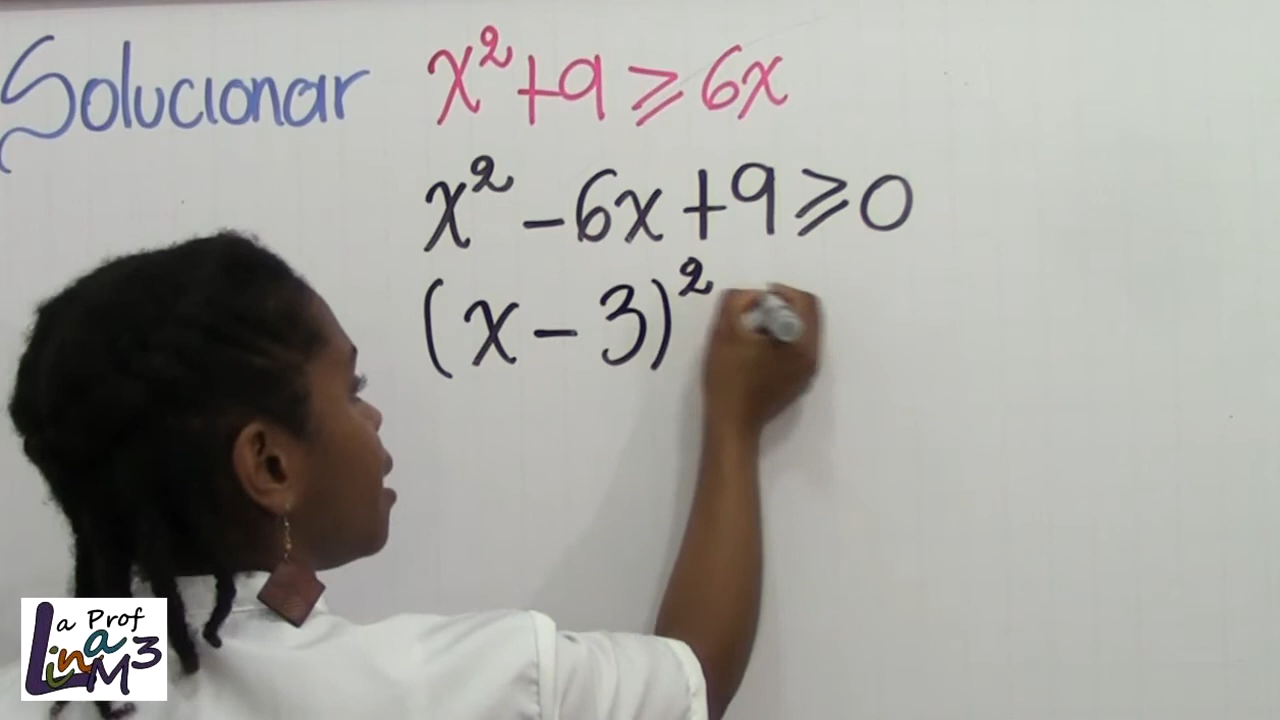 Solucionar x² + 9 ≥ 6x
x² - 6x + 9 ≥ 0
(x - 3)²
La Prof
Lina M3